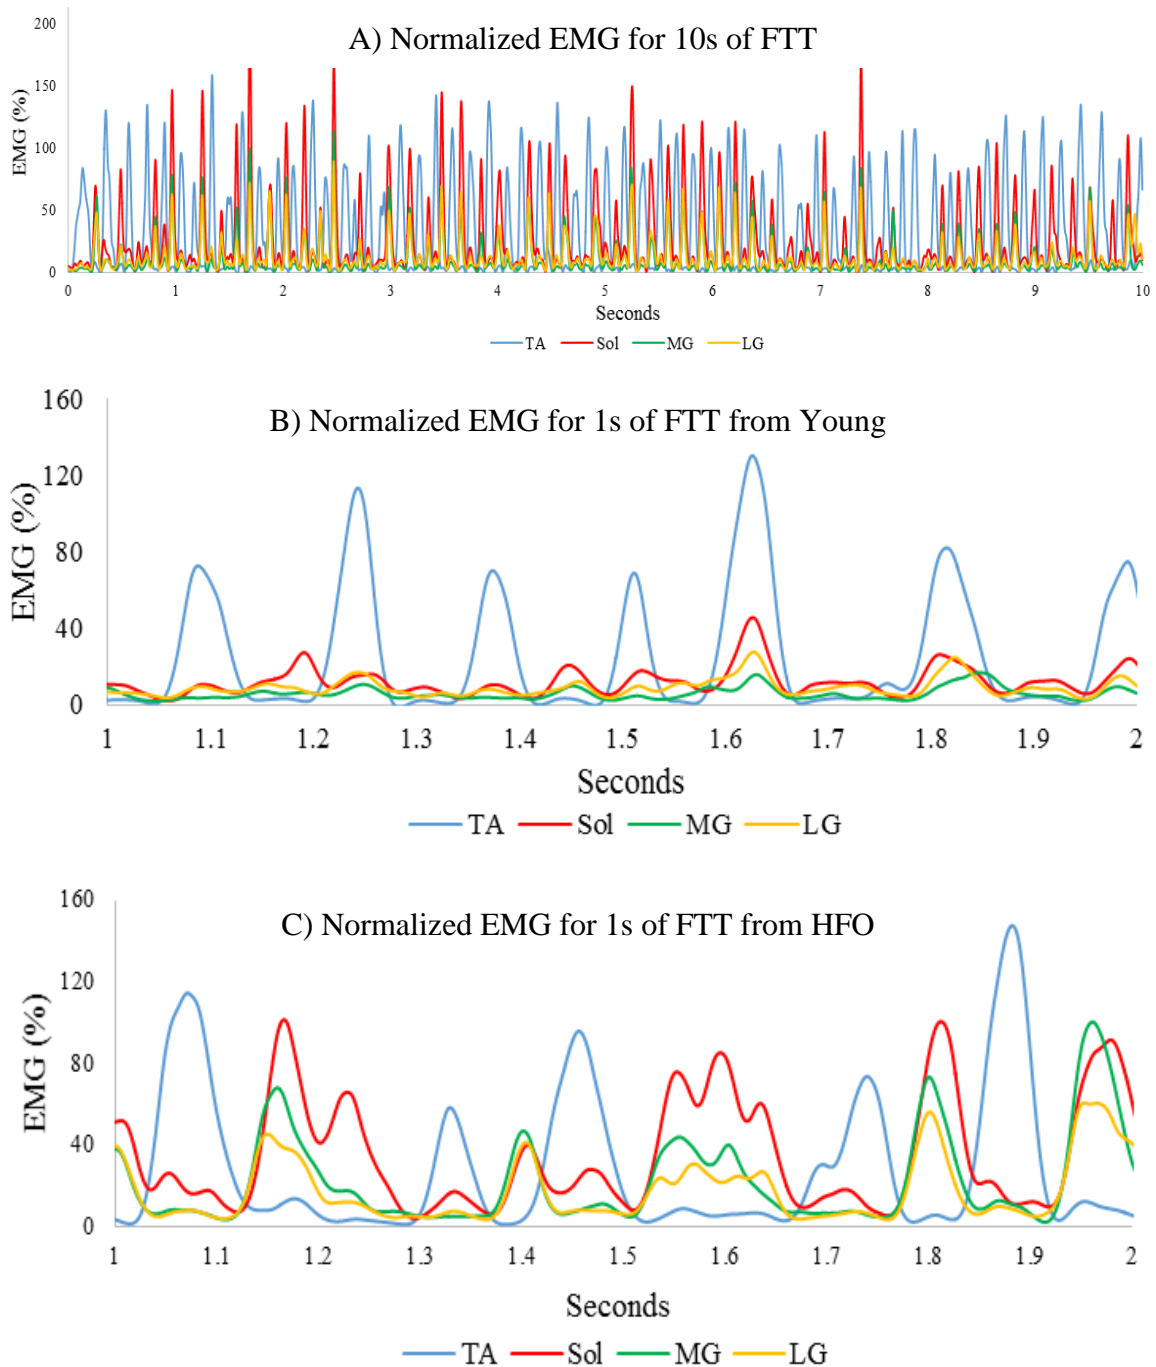 A) Normalized EMG for 10s of FTT
EMG (%)
200
150
100
50
0
0 1 2 3 4 5 6 7 8 9 10
Seconds
TA Sol MG LG
B) Normalized EMG for 1s of FTT from Young
EMG (%)
160
120
80
40
0
1 1.1 1.2 1.3 1.4 1.5 1.6 1.7 1.8 1.9 2
Seconds
TA Sol MG LG
C) Normalized EMG for 1s of FTT from HFO
EMG (%)
160
120
80
40
0
1 1.1 1.2 1.3 1.4 1.5 1.6 1.7 1.8 1.9 2
Seconds
TA Sol MG LG